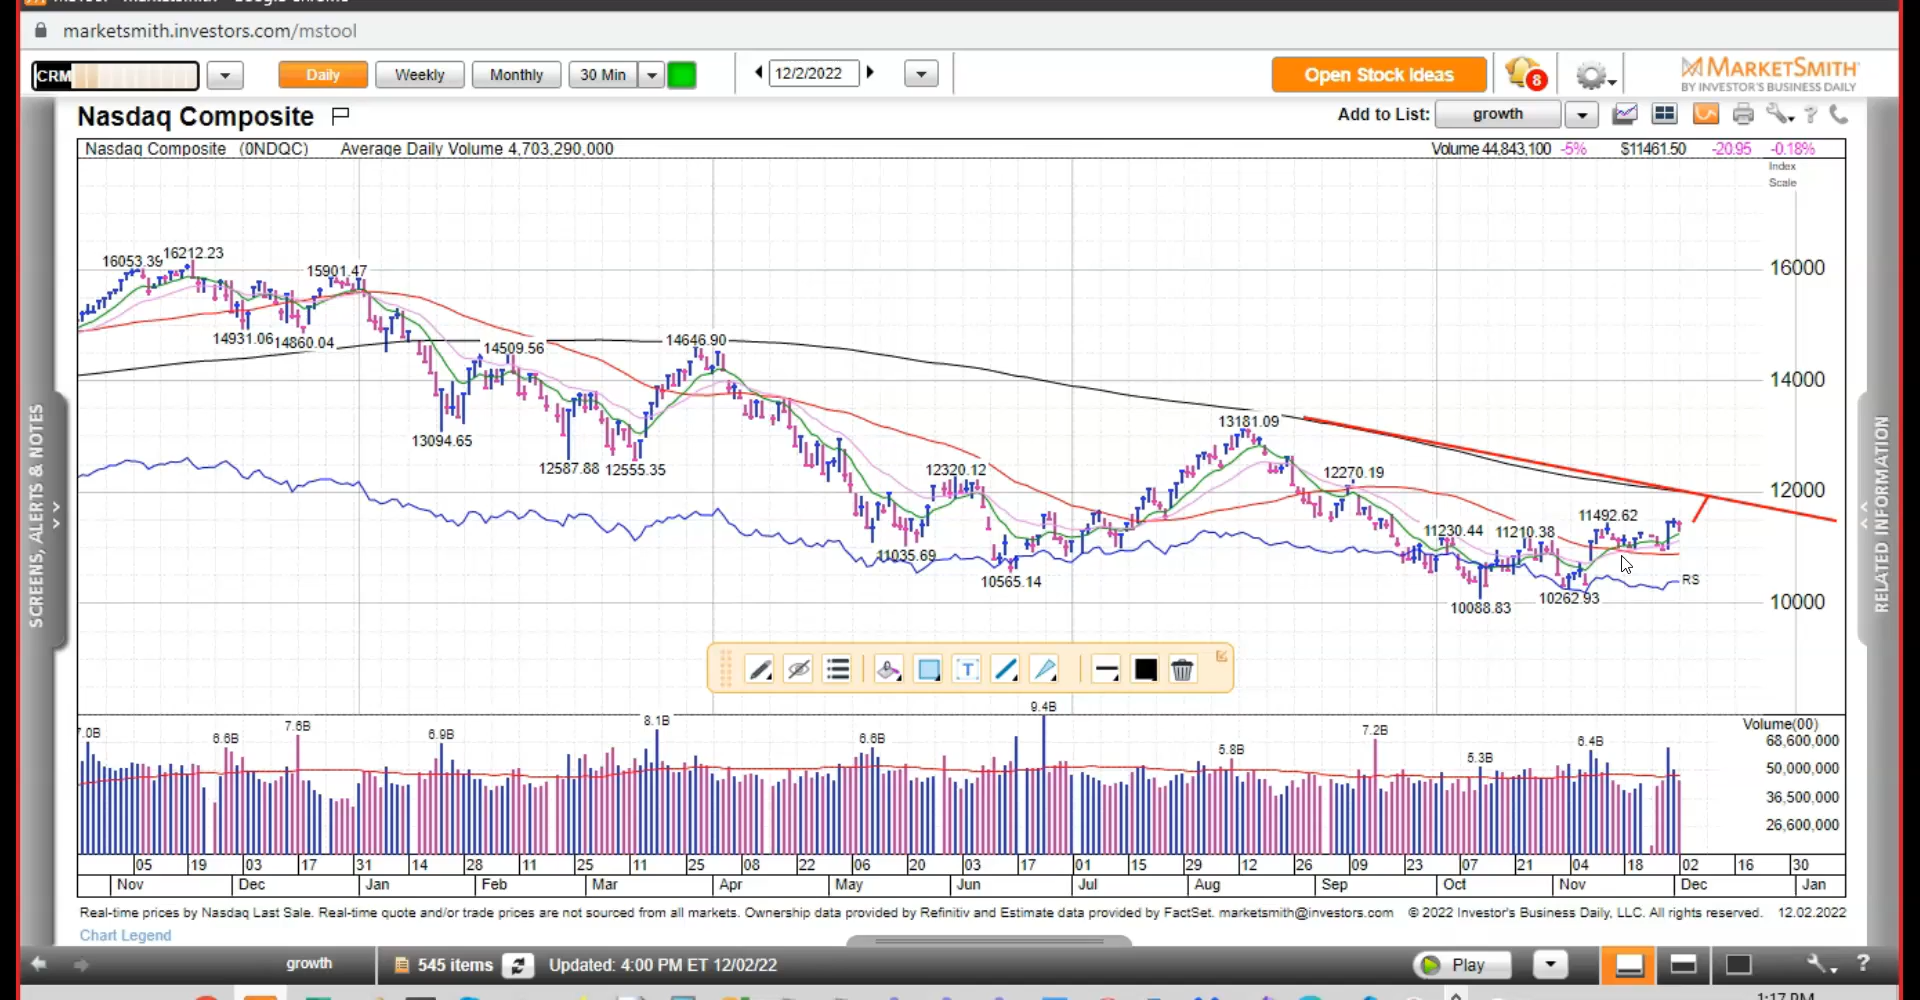 marketsmith.investors.com/mstool
CRM
Daily
Weekly
Monthly
30 Min
12/2/2022
Open Stock Ideas
8
MARKETSMITH
BY INVESTOR'S BUSINESS DAILY
Nasdaq Composite
Add to List:
growth
?
Nasdaq Composite (0NDQC) Average Daily Volume 4,703,290,000
Volume 44,843,100 -5% $11461.50 -20.95 -0.18%
Index
Scale
16053.39
16212.23
15901.47
16000
14931.06
14860.04
14509.56
14646.90
14000
13094.65
12587.88
12555.35
13181.09
12320.12
12270.19
12000
11035.69
10565.14
11230.44
11210.38
11492.62
10088.83
10262.93
RS
10000
SCREENS, ALERTS & NOTES
RELATED INFORMATION
T
Volume(00)
7.0B
6.6B
7.6B
6.9B
8.1B
6.6B
9.4B
5.8B
7.2B
5.3B
6.4B
68,600,000
50,000,000
36,500,000
26,600,000
05 19 03 17 31 14 28 11 25 11 25 08 22 06 20 03 17 01 15 29 12 26 09 23 07 21 04 18 02 16 30
Nov Dec Jan Feb Mar Apr May Jun Jul Aug Sep Oct Nov Dec Jan
Real-time prices by Nasdaq Last Sale. Real-time quote and/or trade prices are not sourced from all markets. Ownership data provided by Refinitiv and Estimate data provided by FactSet. marketsmith@investors.com © 2022 Investor's Business Daily, LLC. All rights reserved. 12.02.2022
Chart Legend
growth
545 items
Updated: 4:00 PM ET 12/02/22
Play
?
1:17 PM